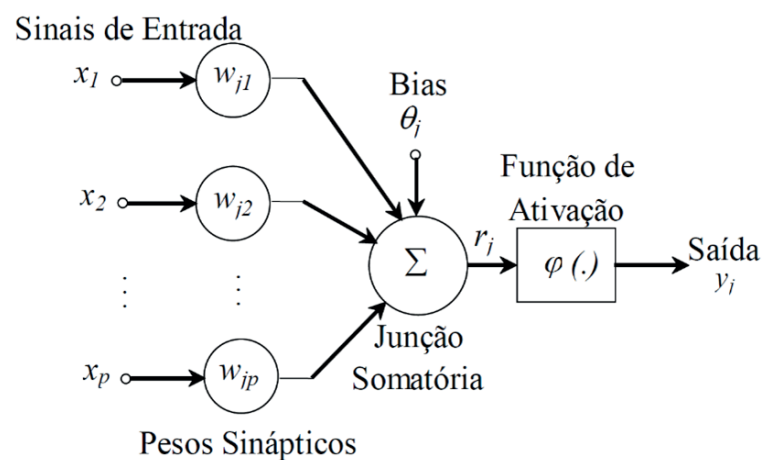 Sinais de Entrada
x1
wj1
Bias
θj
x2
wj2
Função de
Ativação
Σ
rj
φ (.)
Saída
yj
⋮
⋮
Junção
Somatória
xp
wjp
Pesos Sinápticos